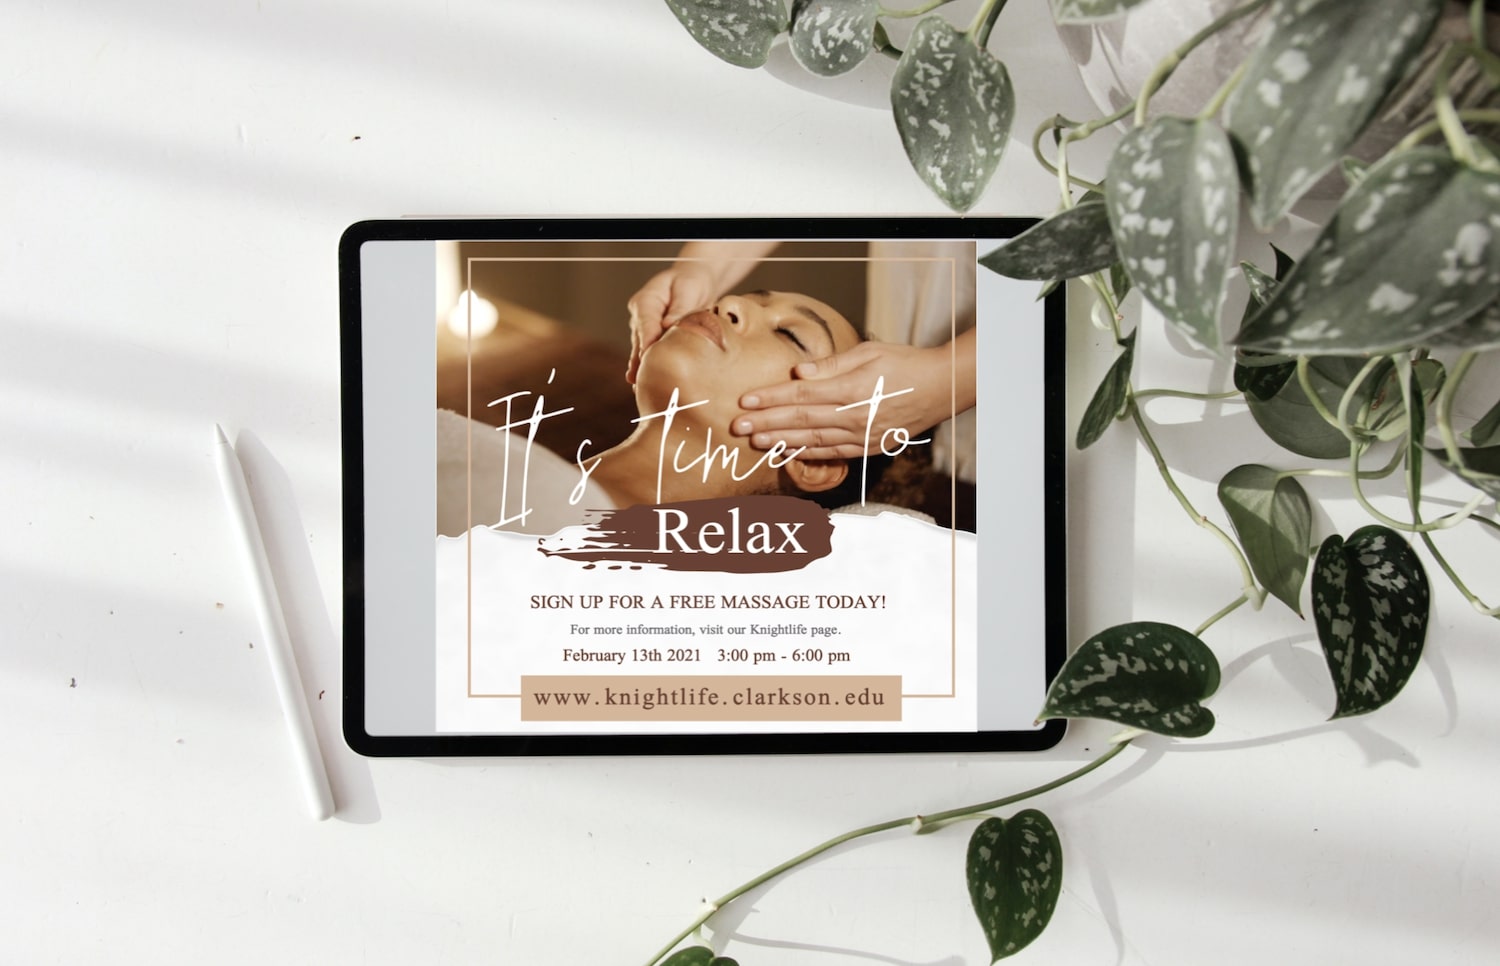 It's time to
Relax
SIGN UP FOR A FREE MASSAGE TODAY!
For more information, visit our Knightlife page.
February 13th 2021 3:00 pm - 6:00 pm
www.knightlife.clarkson.edu